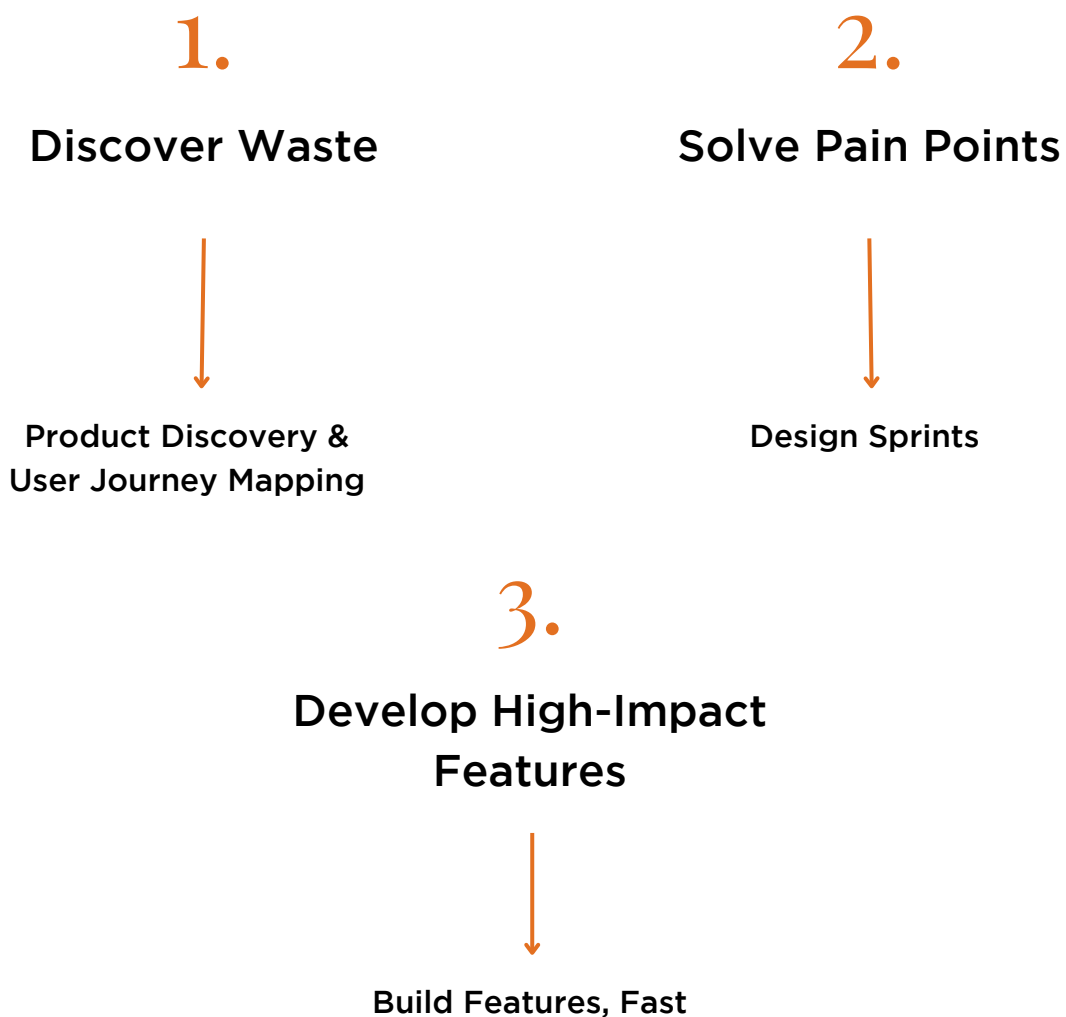 1.
Discover Waste
Product Discovery &
User Journey Mapping
2.
Solve Pain Points
Design Sprints
3.
Develop High-Impact
Features
Build Features, Fast